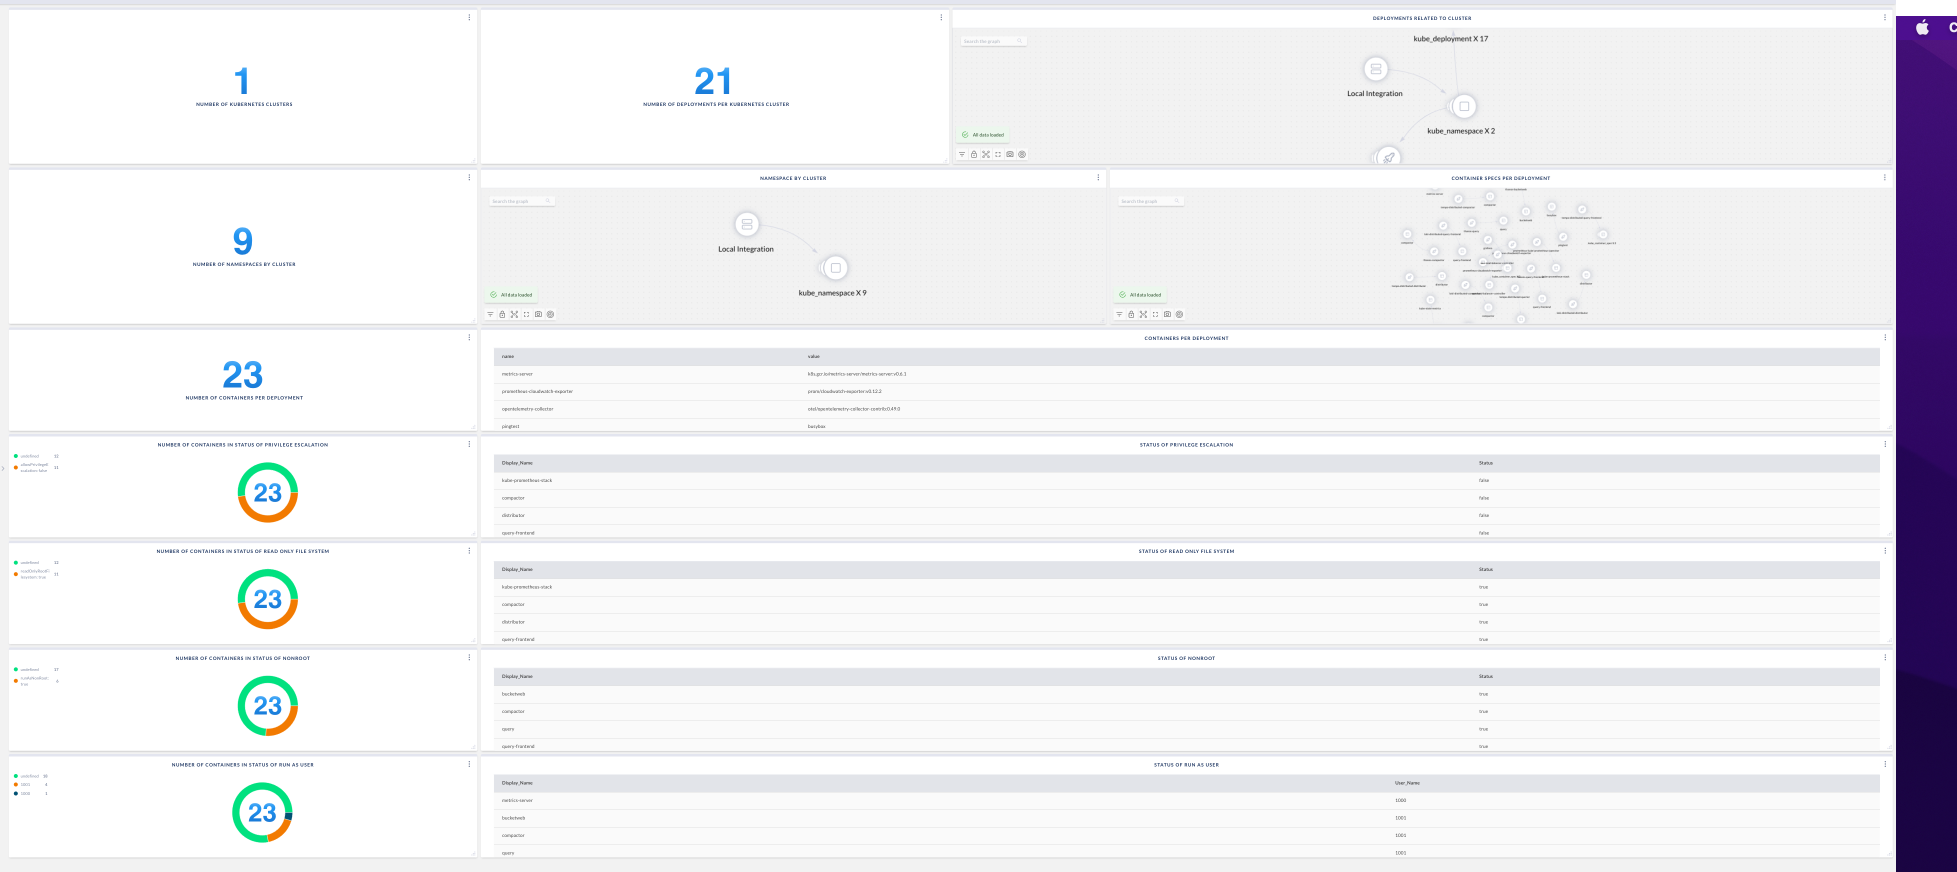 1
NUMBER OF KUBERNETES CLUSTERS
21
NUMBER OF DEPLOYMENTS PER KUBERNETES CLUSTER
DEPLOYMENTS RELATED TO CLUSTER
Search the graph
kube_deployment X 17
Local Integration
kube_namespace X 2
All data loaded
9
NUMBER OF NAMESPACES BY CLUSTER
NAMESPACE BY CLUSTER
Search the graph
Local Integration
kube_namespace X 9
All data loaded
CONTAINER SPECS PER DEPLOYMENT
Search the graph
All data loaded
23
NUMBER OF CONTAINERS PER DEPLOYMENT
CONTAINERS PER DEPLOYMENT
name value
metrics-server k8s.gcr.io/metrics-server/metrics-server:v0.6.1
prometheus-cloudwatch-exporter prom/cloudwatch-exporter:v0.12.2
opentelemetry-collector otel/opentelemetry-collector-contrib:0.49.0
pingtest busybox
NUMBER OF CONTAINERS IN STATUS OF PRIVILEGE ESCALATION
undefined 12
11
23
STATUS OF PRIVILEGE ESCALATION
Display_Name Status
kube-prometheus-stack false
compactor false
distributor false
query-frontend false
NUMBER OF CONTAINERS IN STATUS OF READ ONLY FILE SYSTEM
undefined 12
11
23
STATUS OF READ ONLY FILE SYSTEM
Display_Name Status
kube-prometheus-stack true
compactor true
distributor true
query-frontend true
NUMBER OF CONTAINERS IN STATUS OF NONROOT
undefined 17
runAsNonRoot: 6
true
23
STATUS OF NONROOT
Display_Name Status
bucketweb true
compactor true
query true
query-frontend true
NUMBER OF CONTAINERS IN STATUS OF RUN AS USER
undefined 18
1001 4
1000 1
23
STATUS OF RUN AS USER
Display_Name User_Name
metrics-server 1000
bucketweb 1001
compactor 1001
query 1001